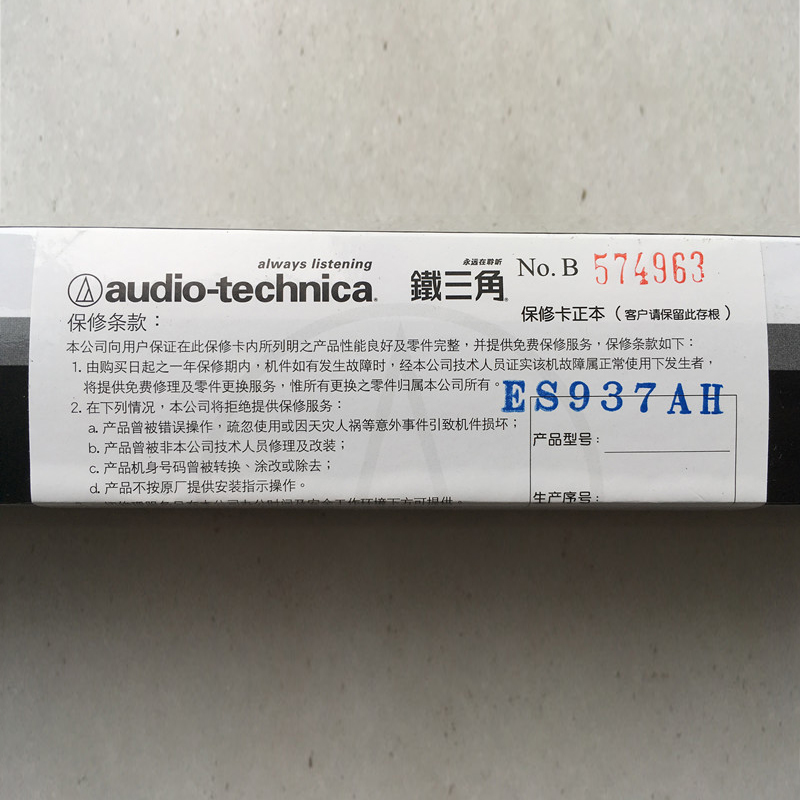 always listening
audio-technica®
永远在聆听
鐵三角®
No. B 574963
保修卡正本（客户请保留此存根）
保修条款：
本公司向用户保证在此保修卡内所列明之产品性能良好及零件完整，并提供免费保修服务，保修条款如下：
1. 由购买日起之一年保修期内，机件如有发生故障时，经本公司技术人员证实该机故障属正常使用下发生者，
将提供免费修理及零件更换服务，惟所有更换之零件归属本公司所有。
ES937AH
2. 在下列情况，本公司将拒绝提供保修服务：
a. 产品曾被错误操作，疏忽使用或因天灾人祸等意外事件引致机件损坏；
b. 产品曾被非本公司技术人员修理及改装；
c. 产品机身号码曾被转换、涂改或除去；
d. 产品不按原厂提供安装指示操作。
产品型号：
生产序号：